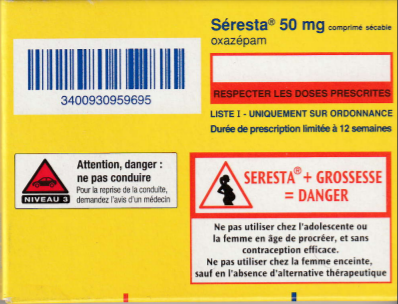 Séresta® 50 mg comprimé sécable
oxazépam
3400930959695
RESPECTER LES DOSES PRESCRITES
LISTE I - UNIQUEMENT SUR ORDONNANCE
Durée de prescription limitée à 12 semaines
Attention, danger :
ne pas conduire
Pour la reprise de la conduite,
demandez l'avis d'un médecin
NIVEAU 3
SERESTA® + GROSSESSE
= DANGER
Ne pas utiliser chez l'adolescente ou
la femme en âge de procréer, et sans
contraception efficace.
Ne pas utiliser chez la femme enceinte,
sauf en l'absence d'alternative thérapeutique